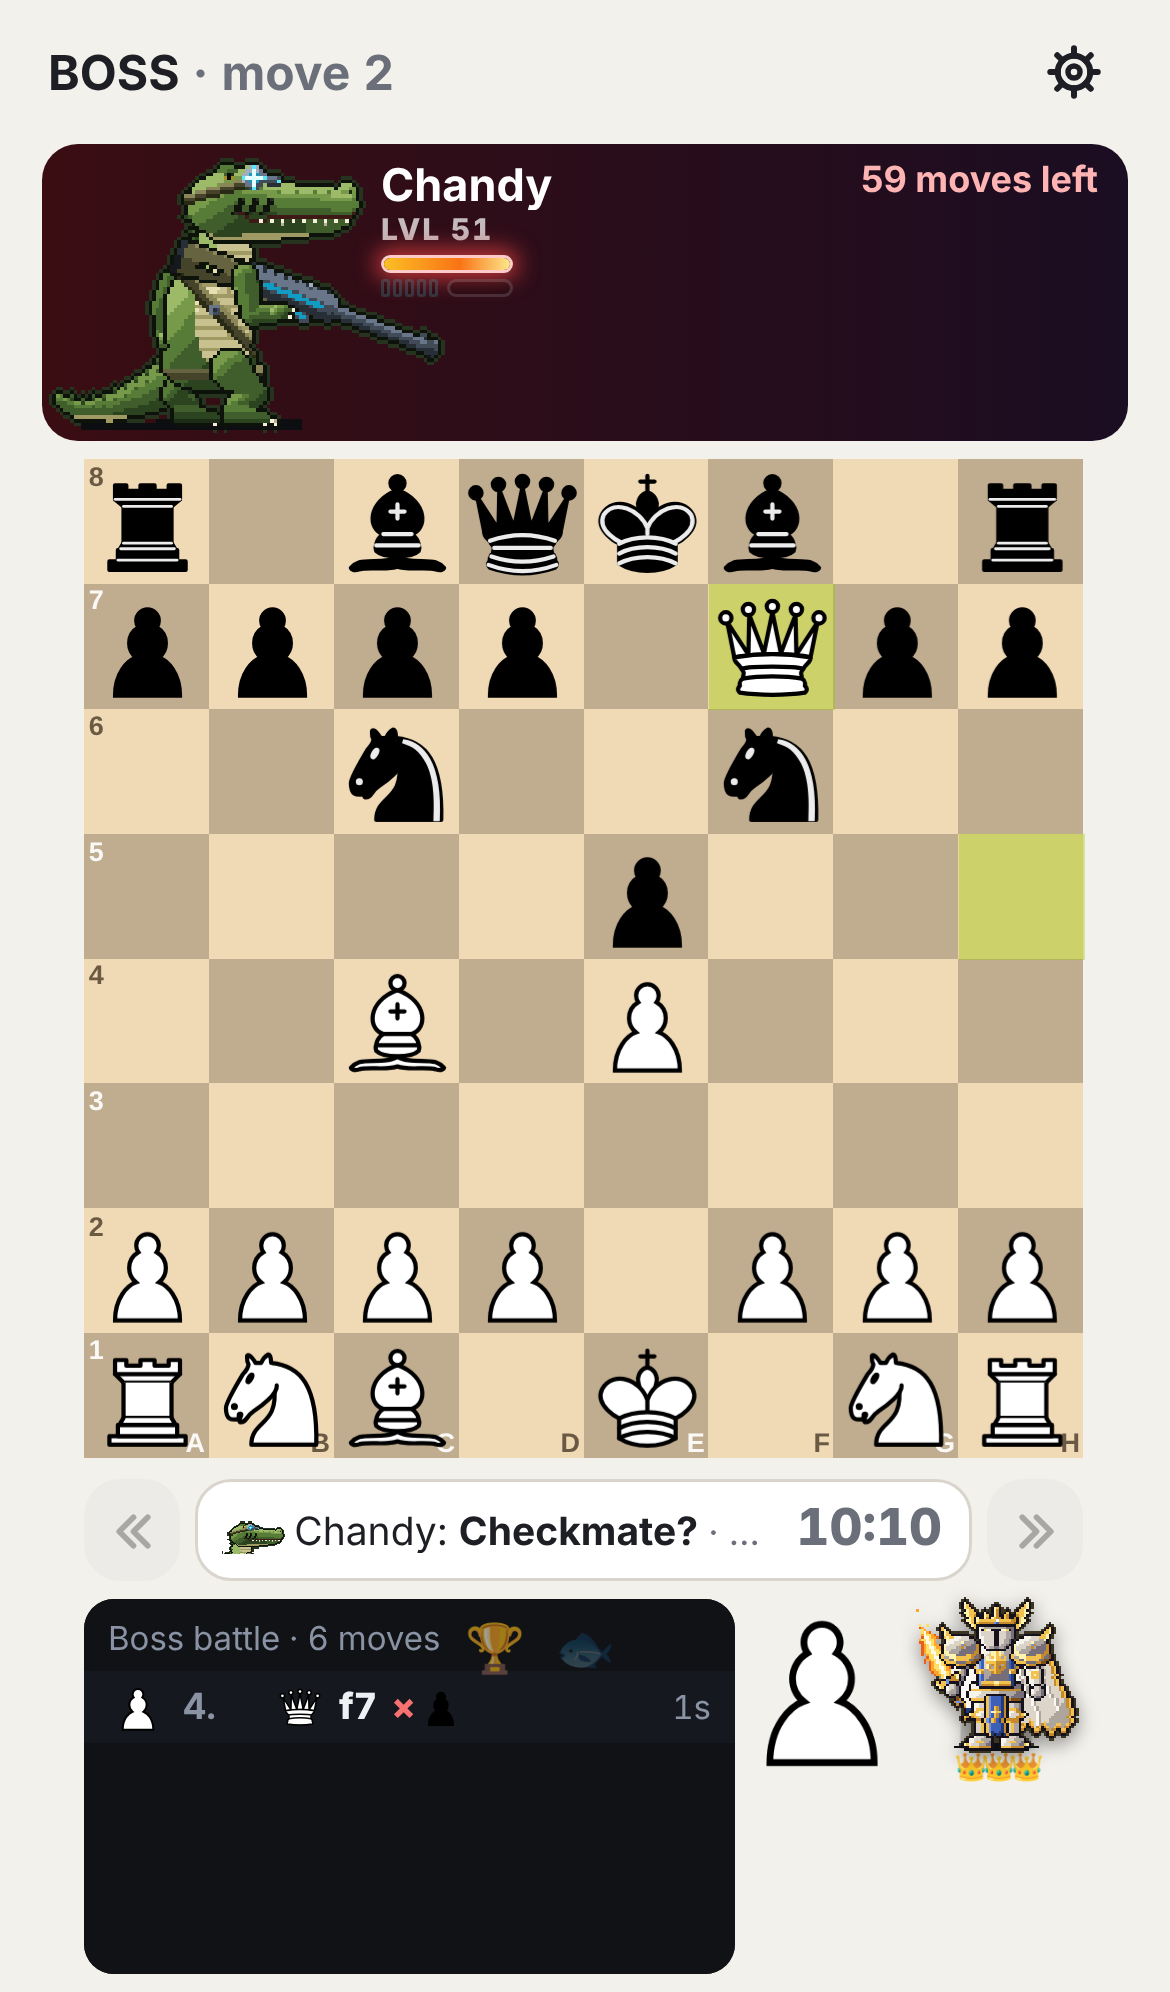 BOSS · move 2
Chandy
59 moves left
LVL 51
8
7
6
5
4
3
2
1
A B C D E F G H
Chandy: Checkmate? · ...
10:10
Boss battle · 6 moves
4. f7 × 1s